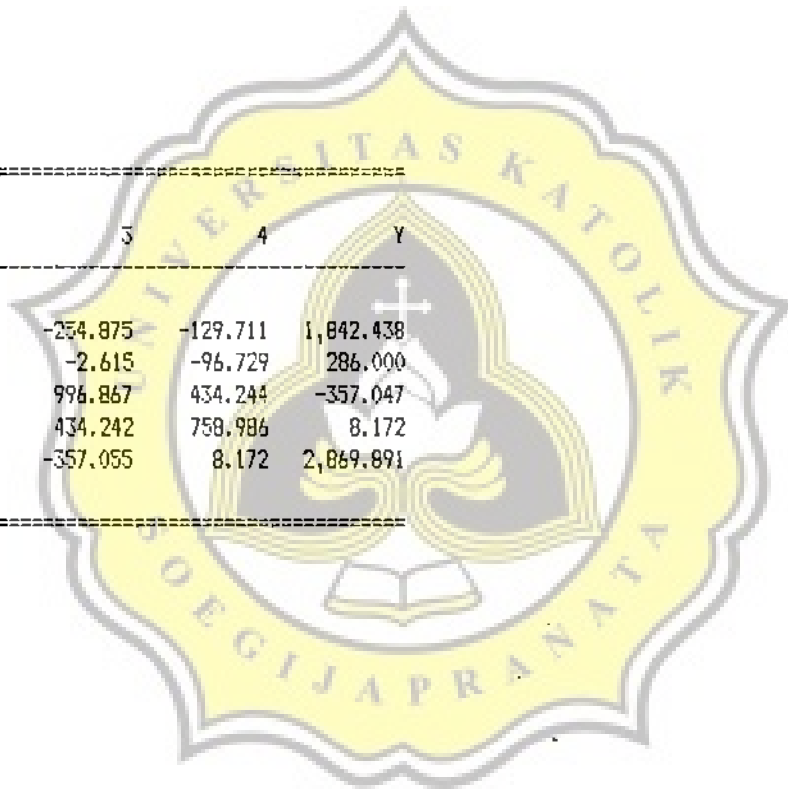 3 4 Y
-254.875 -129.711 1,842.438
-2.615 -96.729 286.000
996.867 434.244 -357.047
434.242 758.986 8.172
-357.055 8.172 2,869.891
UNIVERSITAS KATOLIK
SOEGIJAPRANATA